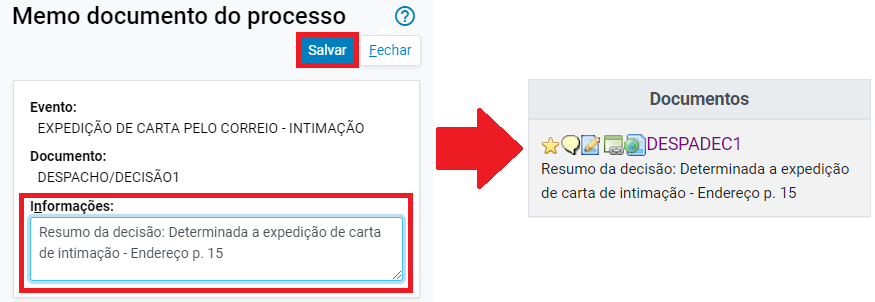 Memo documento do processo
Salvar
Fechar
Evento:
EXPEDIÇÃO DE CARTA PELO CORREIO - INTIMAÇÃO
Documento:
DESPACHO/DECISÃO1
Informações:
Resumo da decisão: Determinada a expedição de carta
de intimação - Endereço p. 15
Documentos
DESPADEC1
Resumo da decisão: Determinada a expedição
de carta de intimação - Endereço p. 15